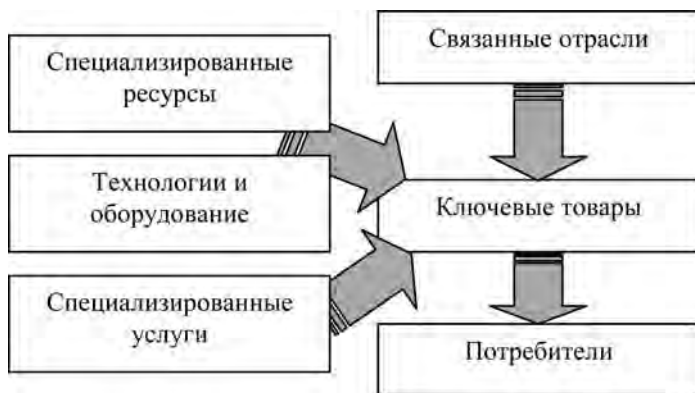 Специализированные
ресурсы
Технологии и
оборудование
Специализированные
услуги
Связанные отрасли
Ключевые товары
Потребители